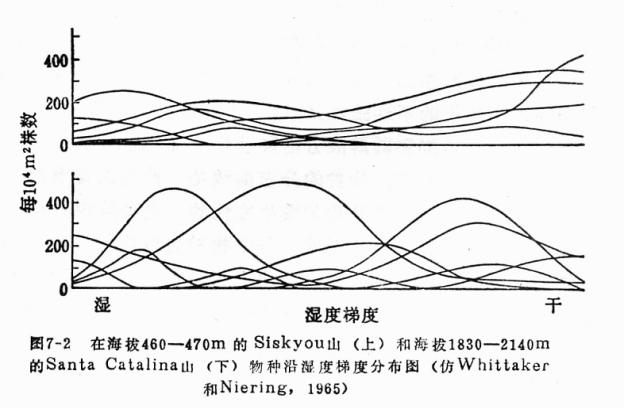 400
200
0
400
200
0
每10⁴m²株数
湿 干
湿度梯度
图7-2 在海拔460—470m 的 Siskyou山（上）和海拔1830—2140m
的Santa Catalina山（下）物种沿湿度梯度分布图（仿Whittaker
和Niering, 1965）